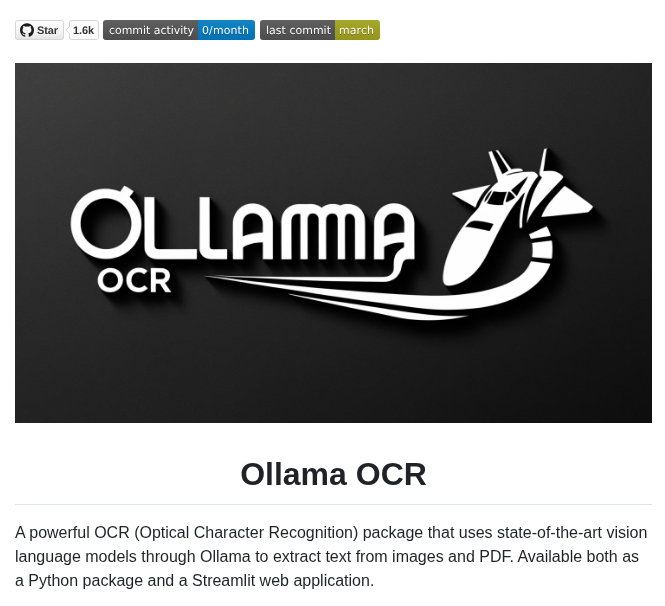 Star 1.6k commit activity 0/month last commit march
OLLAMMA
OCR
Ollama OCR
A powerful OCR (Optical Character Recognition) package that uses state-of-the-art vision
language models through Ollama to extract text from images and PDF. Available both as
a Python package and a Streamlit web application.